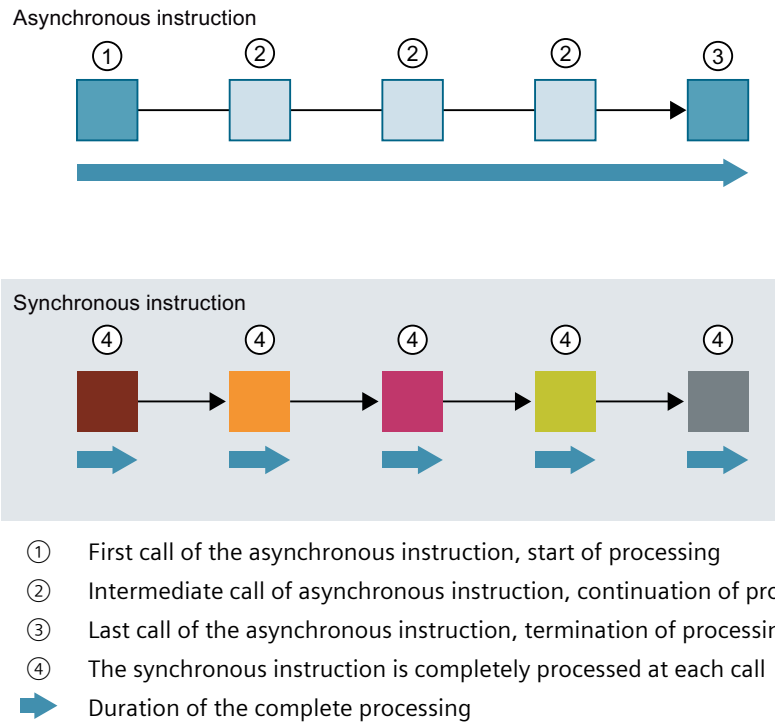 Asynchronous instruction
① ② ② ② ③
Synchronous instruction
④ ④ ④ ④ ④
① First call of the asynchronous instruction, start of processing
② Intermediate call of asynchronous instruction, continuation of
③ Last call of the asynchronous instruction, termination of
④ The synchronous instruction is completely processed at each call
Duration of the complete processing